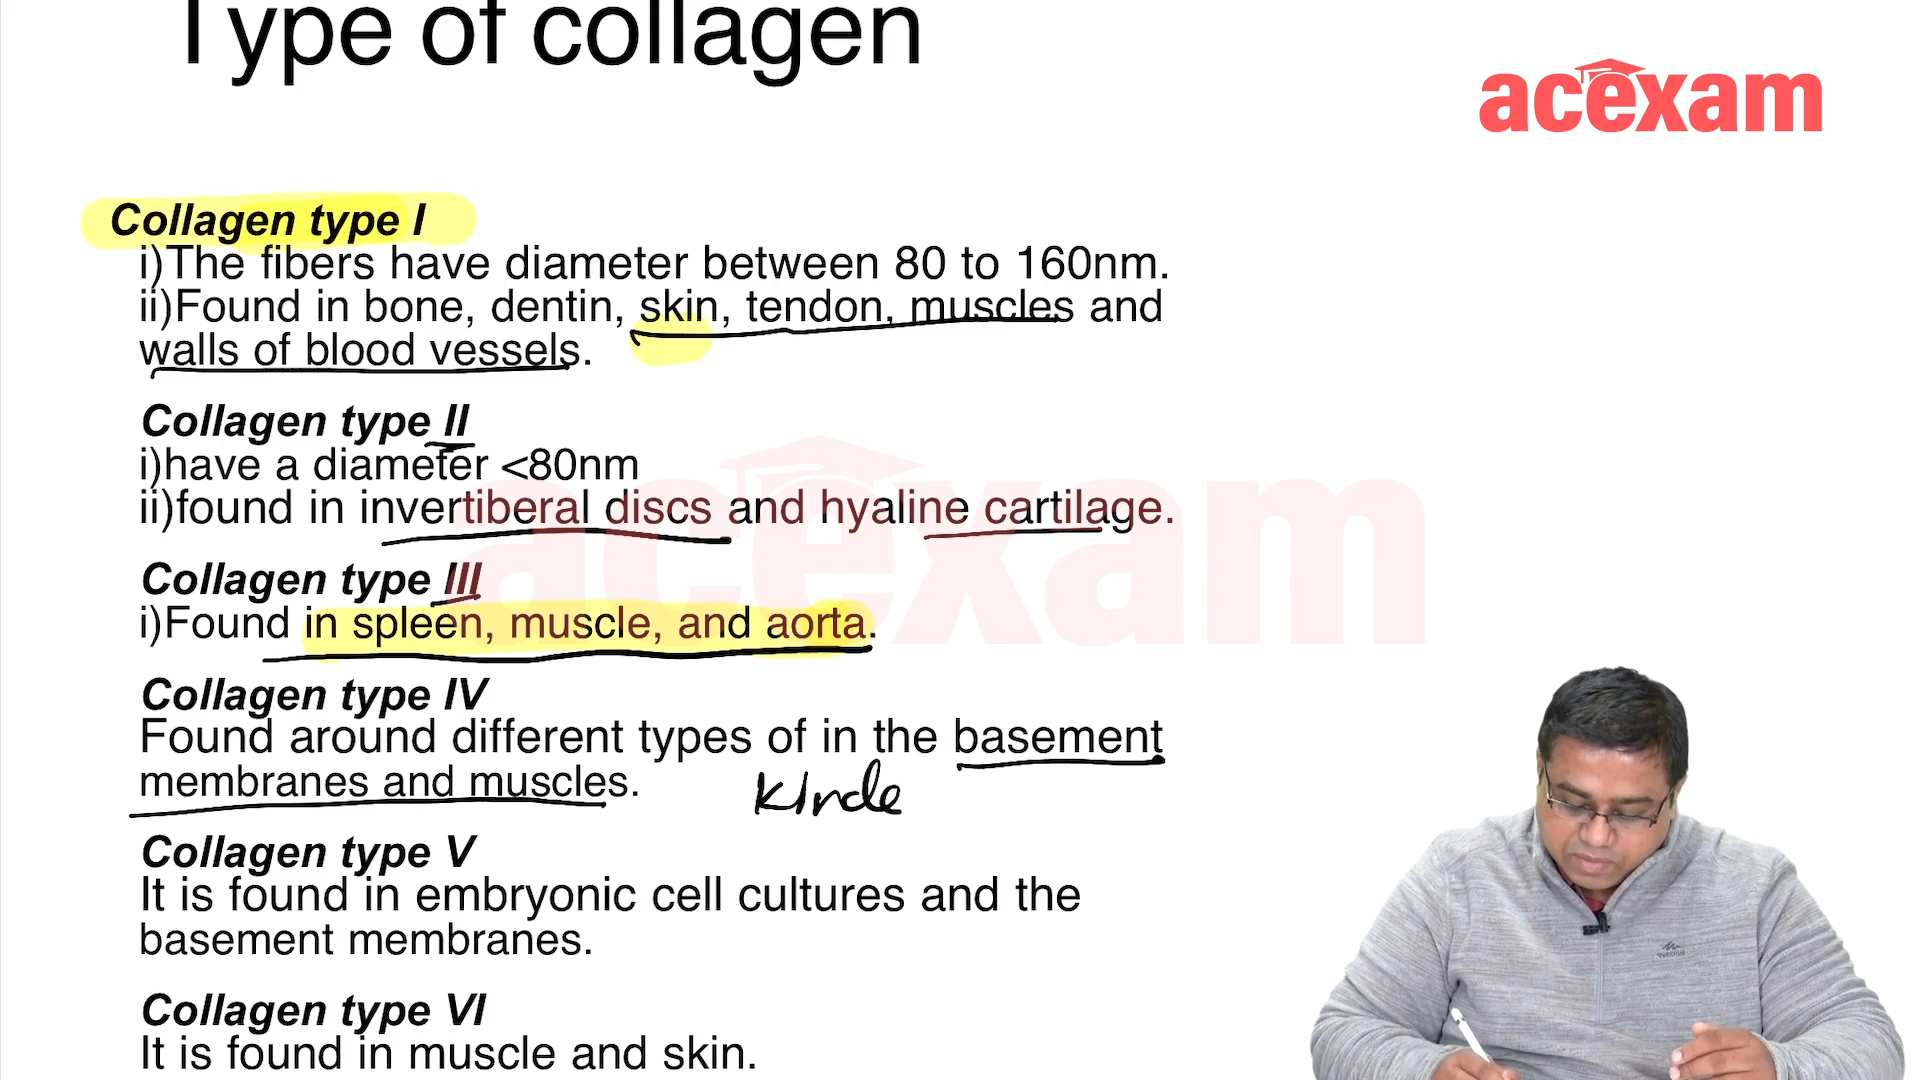 Type of collagen
acexam
Collagen type I
i)The fibers have diameter between 80 to 160nm.
ii)Found in bone, dentin, skin, tendon, muscles and
walls of blood vessels.
Collagen type II
i)have a diameter <80nm
ii)found in invertiberal discs and hyaline cartilage.
acexam
Collagen type III
i)Found in spleen, muscle, and aorta.
Collagen type IV
Found around different types of in the basement
membranes and muscles.
Collagen type V
It is found in embryonic cell cultures and the
basement membranes.
Collagen type VI
It is found in muscle and skin.